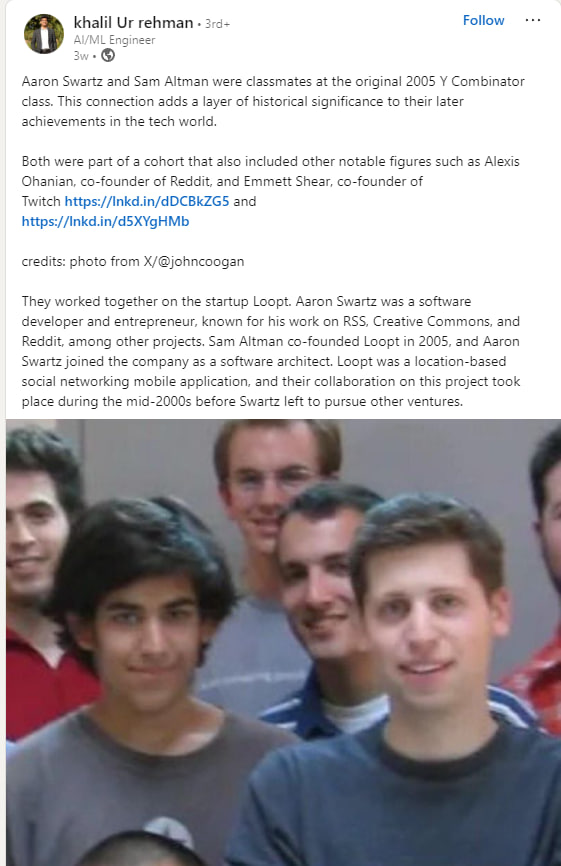 khalil Ur rehman • 3rd+
Follow ...
AI/ML Engineer
3w •
Aaron Swartz and Sam Altman were classmates at the original 2005 Y Combinator
class. This connection adds a layer of historical significance to their later
achievements in the tech world.
Both were part of a cohort that also included other notable figures such as Alexis
Ohanian, co-founder of Reddit, and Emmett Shear, co-founder of
Twitch https://lnkd.in/dDCBkZG5 and
https://lnkd.in/d5XYgHMb
credits: photo from X/@johncoogan
They worked together on the startup Loopt. Aaron Swartz was a software
developer and entrepreneur, known for his work on RSS, Creative Commons, and
Reddit, among other projects. Sam Altman co-founded Loopt in 2005, and Aaron
Swartz joined the company as a software architect. Loopt was a location-based
social networking mobile application, and their collaboration on this project took
place during the mid-2000s before Swartz left to pursue other ventures.